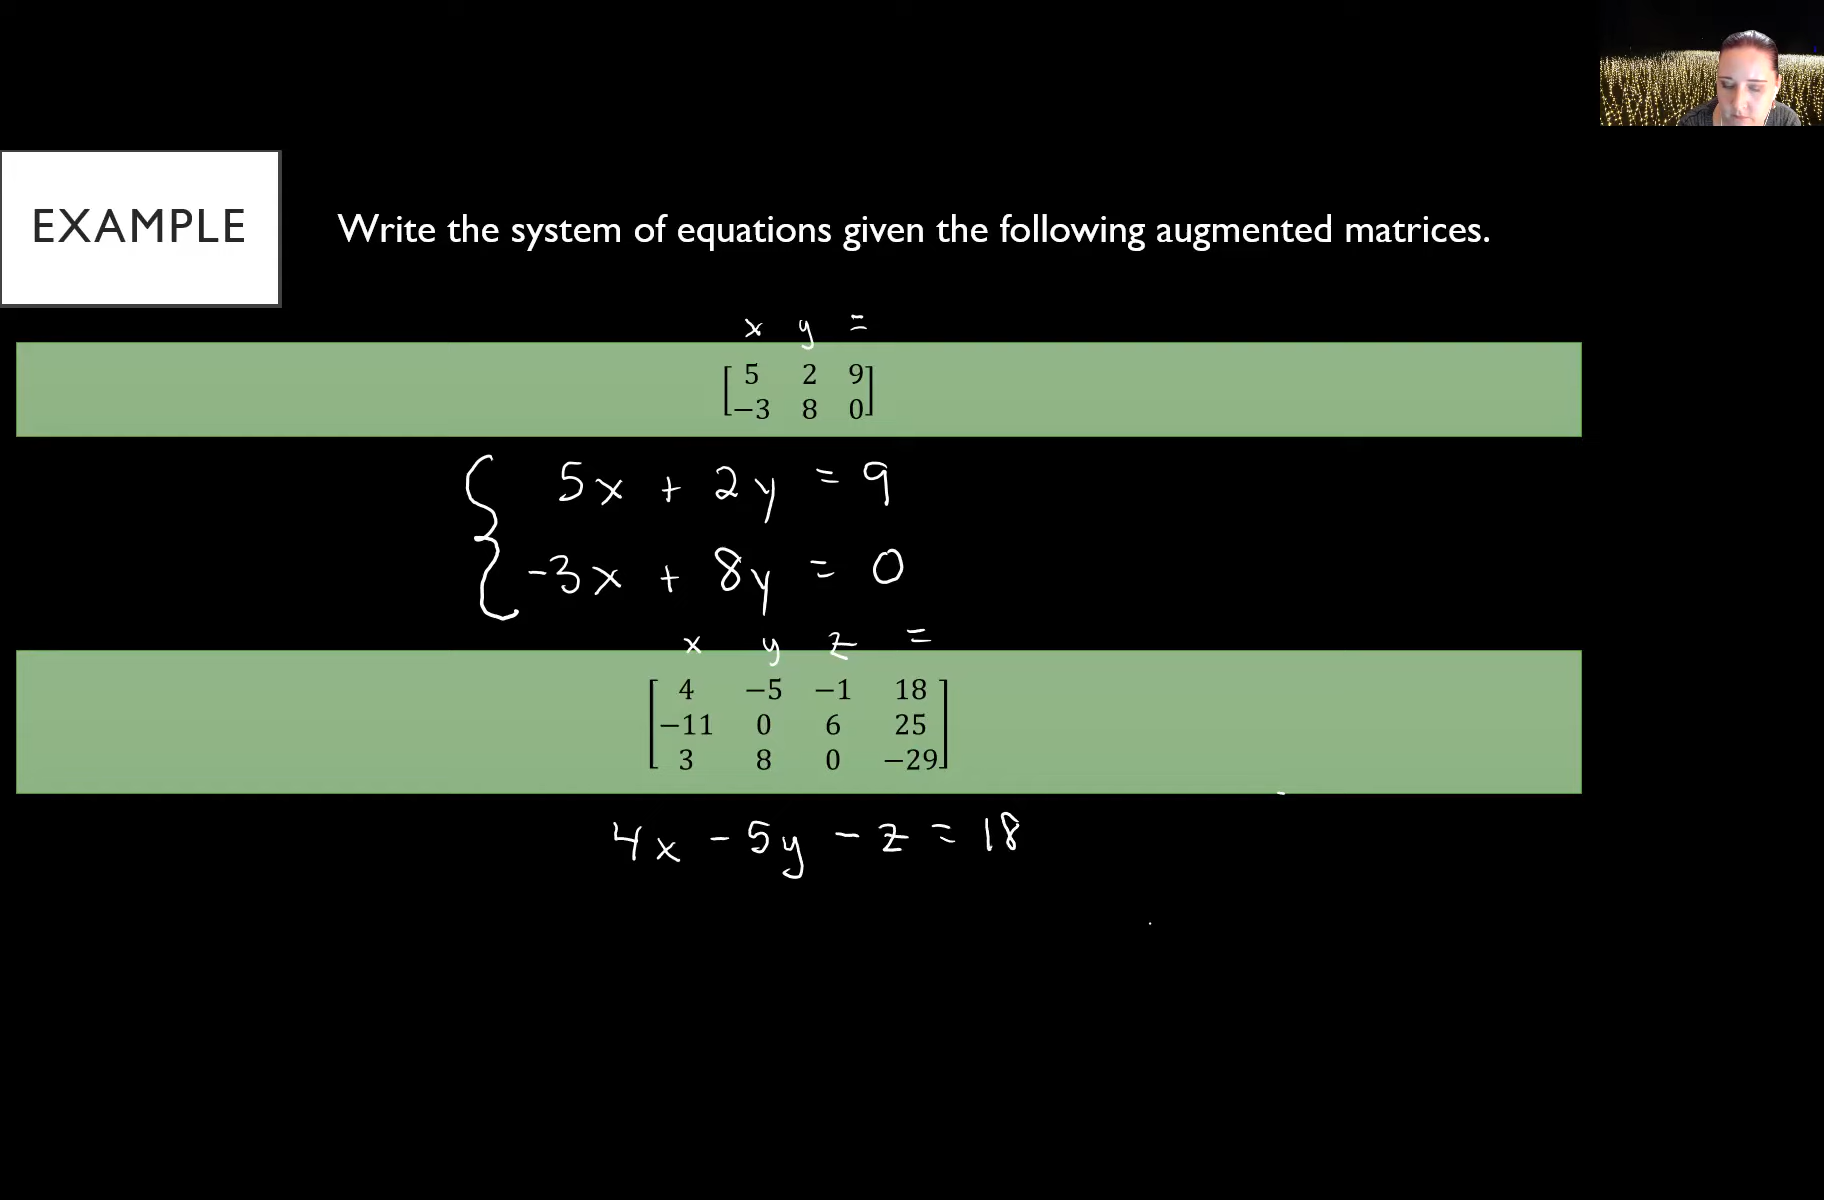 EXAMPLE
Write the system of equations given the following augmented matrices.
x y =
5 2 9
−3 8 0
5x + 2y = 9
-3x + 8y = 0
x y z =
4 −5 −1 18
−11 0 6 25
3 8 0 −29
4x - 5y - z = 18